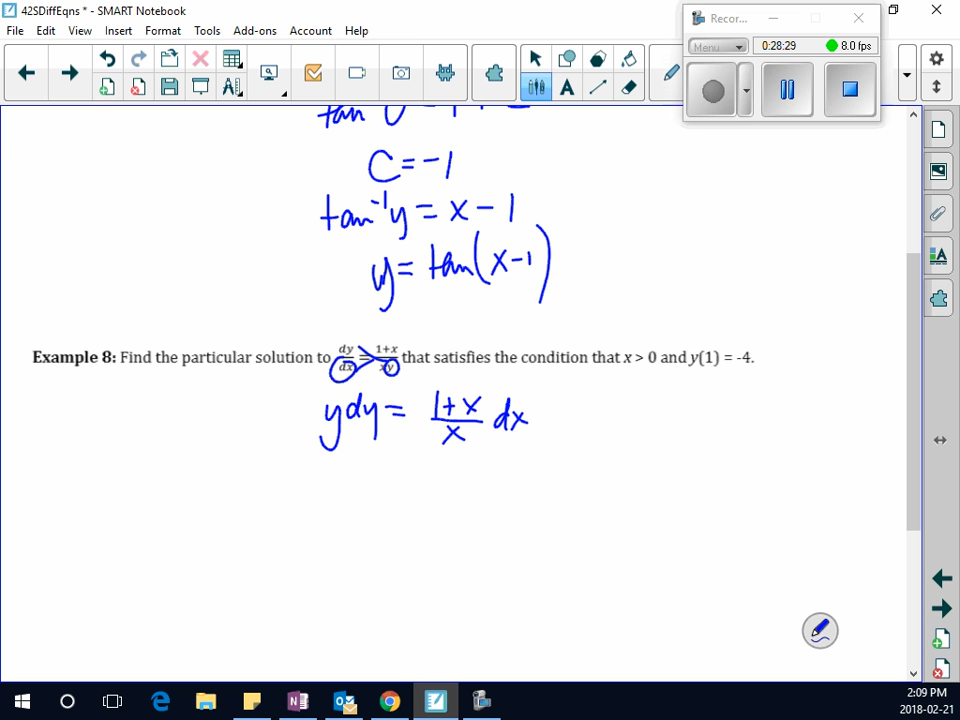 42SDiffEqns * - SMART Notebook
Recor...
File Edit View Insert Format Tools Add-ons Account Help
Menu
0:28:29
8.0 fps
C = -1
tan⁻¹y = x - 1
y = tan(x-1)
Example 8: Find the particular solution to dy/dx = 1+x/xy that satisfies the condition that x > 0 and y(1) = -4.
ydy = 1+x/x dx
2:09 PM
2018-02-21